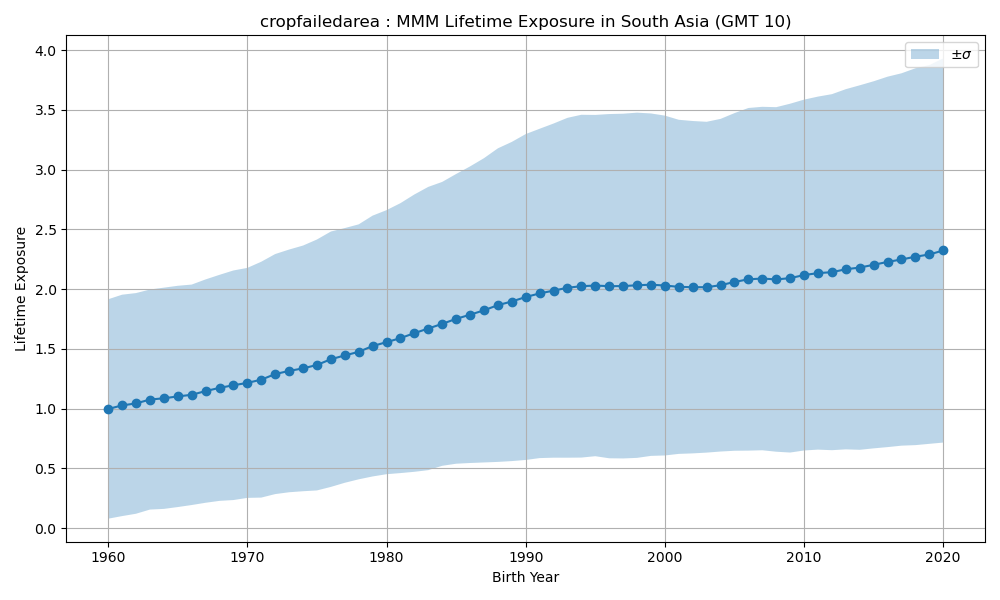 cropfailedarea : MMM Lifetime Exposure in South Asia (GMT 10)
±σ
Lifetime Exposure
4.0
3.5
3.0
2.5
2.0
1.5
1.0
0.5
0.0
1960 1970 1980 1990 2000 2010 2020
Birth Year